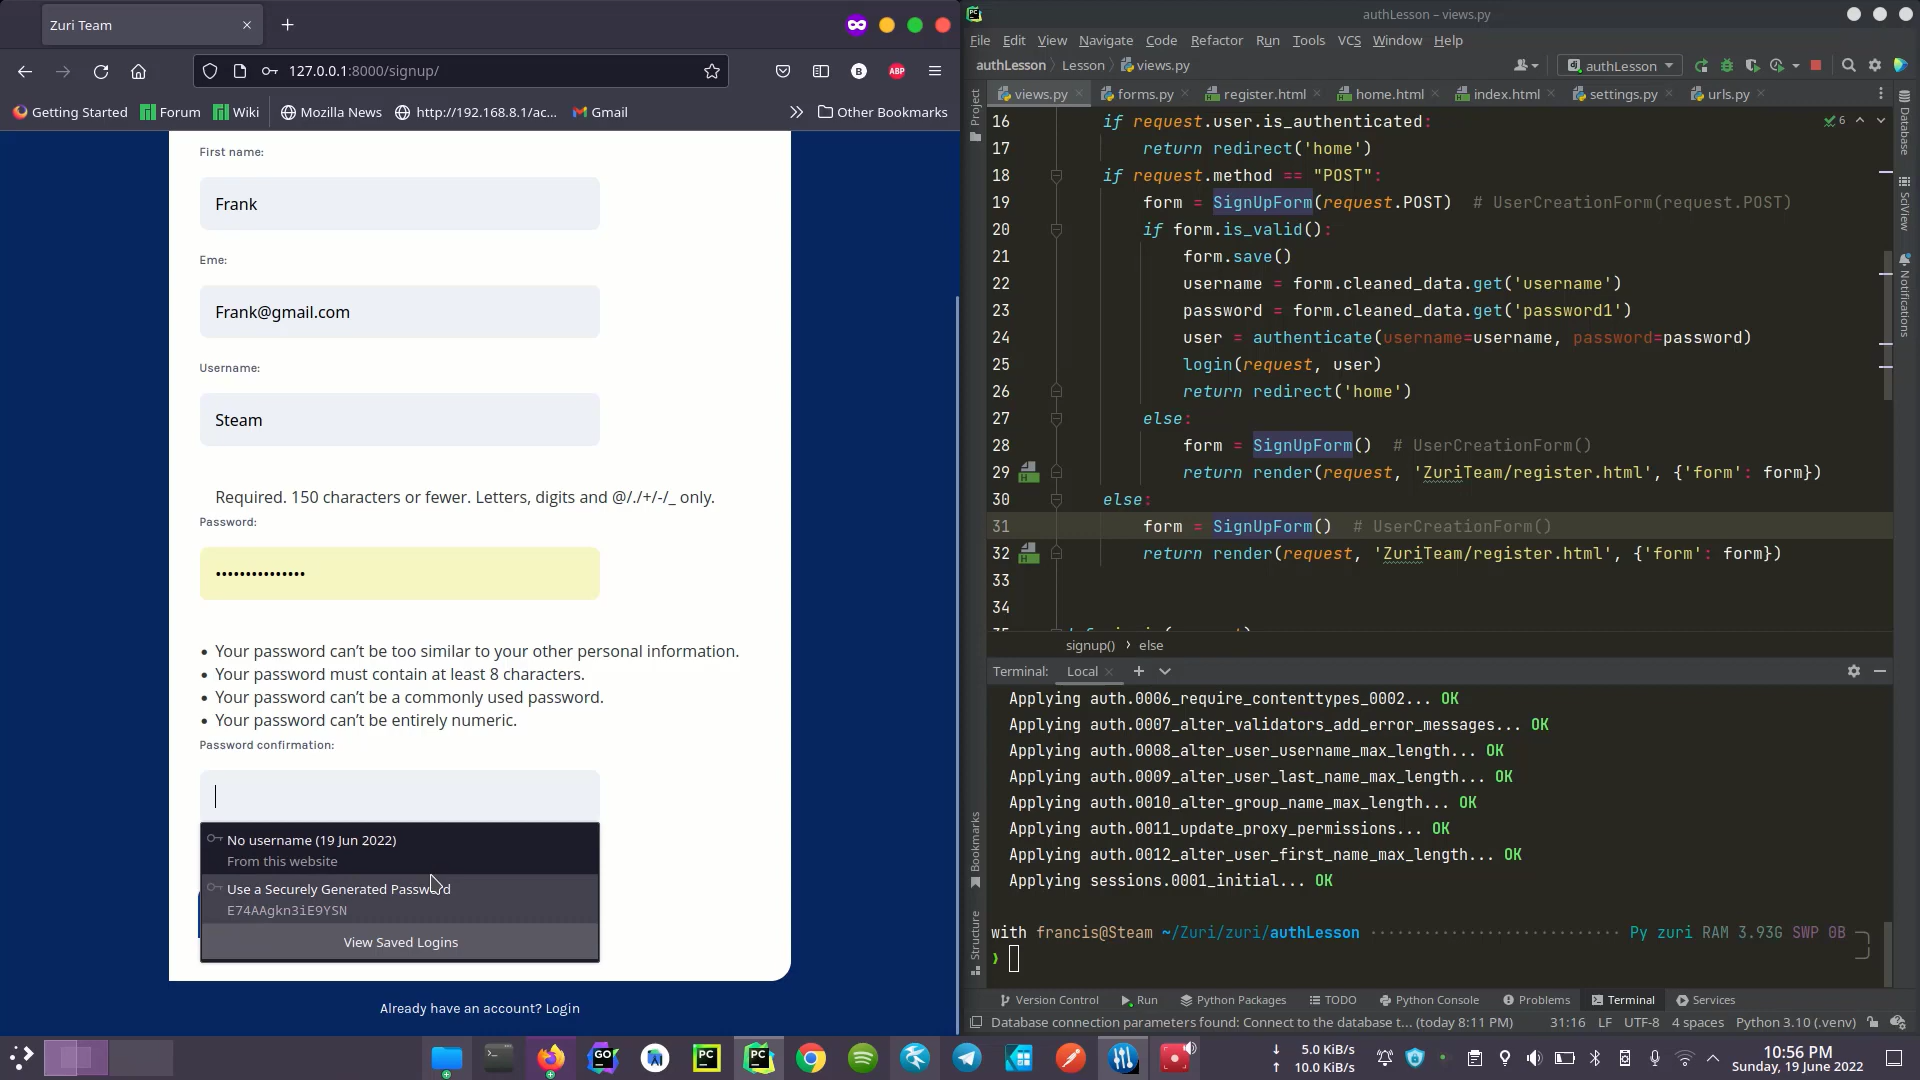 Zuri Team
127.0.0.1:8000/signup/
B
ABP
Getting Started
Forum
Wiki
Mozilla News
http://192.168.8.1/ac...
Gmail
Other Bookmarks
First name:
Frank
Eme:
Frank@gmail.com
Username:
Steam
Required. 150 characters or fewer. Letters, digits and @/./+/-/_ only.
Password:
•••••••••••••••
• Your password can't be too similar to your other personal information.
• Your password must contain at least 8 characters.
• Your password can't be a commonly used password.
• Your password can't be entirely numeric.
Password confirmation:
No username (19 Jun 2022)
From this website
Use a Securely Generated Password
E74AAgkn3iE9YSN
View Saved Logins
Already have an account? Login
PC
authLesson – views.py
File Edit View Navigate Code Refactor Run Tools VCS Window Help
authLesson Lesson views.py
authLesson
views.py
forms.py
register.html
home.html
index.html
settings.py
urls.py
Project
Database
SciView
Notifications
Bookmarks
Structure
6
16 if request.user.is_authenticated:
17 return redirect('home')
18 if request.method == "POST":
19 form = SignUpForm(request.POST) # UserCreationForm(request.POST)
20 if form.is_valid():
21 form.save()
22 username = form.cleaned_data.get('username')
23 password = form.cleaned_data.get('password1')
24 user = authenticate(username=username, password=password)
25 login(request, user)
26 return redirect('home')
27 else:
28 form = SignUpForm() # UserCreationForm()
29 return render(request, 'ZuriTeam/register.html', {'form': form})
30 else:
31 form = SignUpForm() # UserCreationForm()
32 return render(request, 'ZuriTeam/register.html', {'form': form})
33
34
signup() › else
Terminal: Local
Applying auth.0006_require_contenttypes_0002... OK
Applying auth.0007_alter_validators_add_error_messages... OK
Applying auth.0008_alter_user_username_max_length... OK
Applying auth.0009_alter_user_last_name_max_length... OK
Applying auth.0010_alter_group_name_max_length... OK
Applying auth.0011_update_proxy_permissions... OK
Applying auth.0012_alter_user_first_name_max_length... OK
Applying sessions.0001_initial... OK
with francis@Steam ~/Zuri/zuri/authLesson Py zuri RAM 3.93G SWP 0B
Version Control Run Python Packages TODO Python Console Problems Terminal Services
Database connection parameters found: Connect to the database t... (today 8:11 PM) 31:16 LF UTF-8 4 spaces Python 3.10 (.venv)
GO
PC
PC
5.0 KiB/s
10.0 KiB/s
10:56 PM
Sunday, 19 June 2022